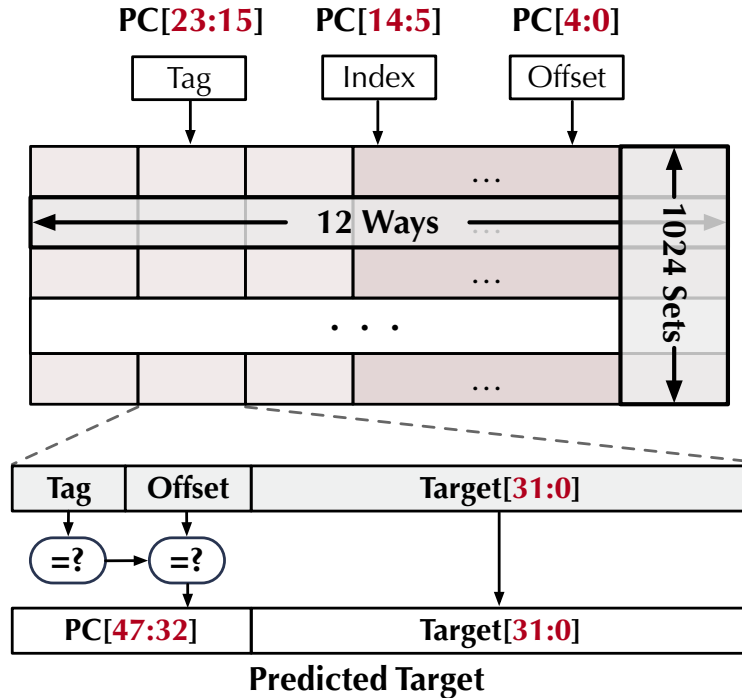 PC[23:15] PC[14:5] PC[4:0]
Tag Index Offset
...
12 Ways
...
1024 Sets
...
. . .
...
Tag Offset Target[31:0]
=? =?
PC[47:32] Target[31:0]
Predicted Target